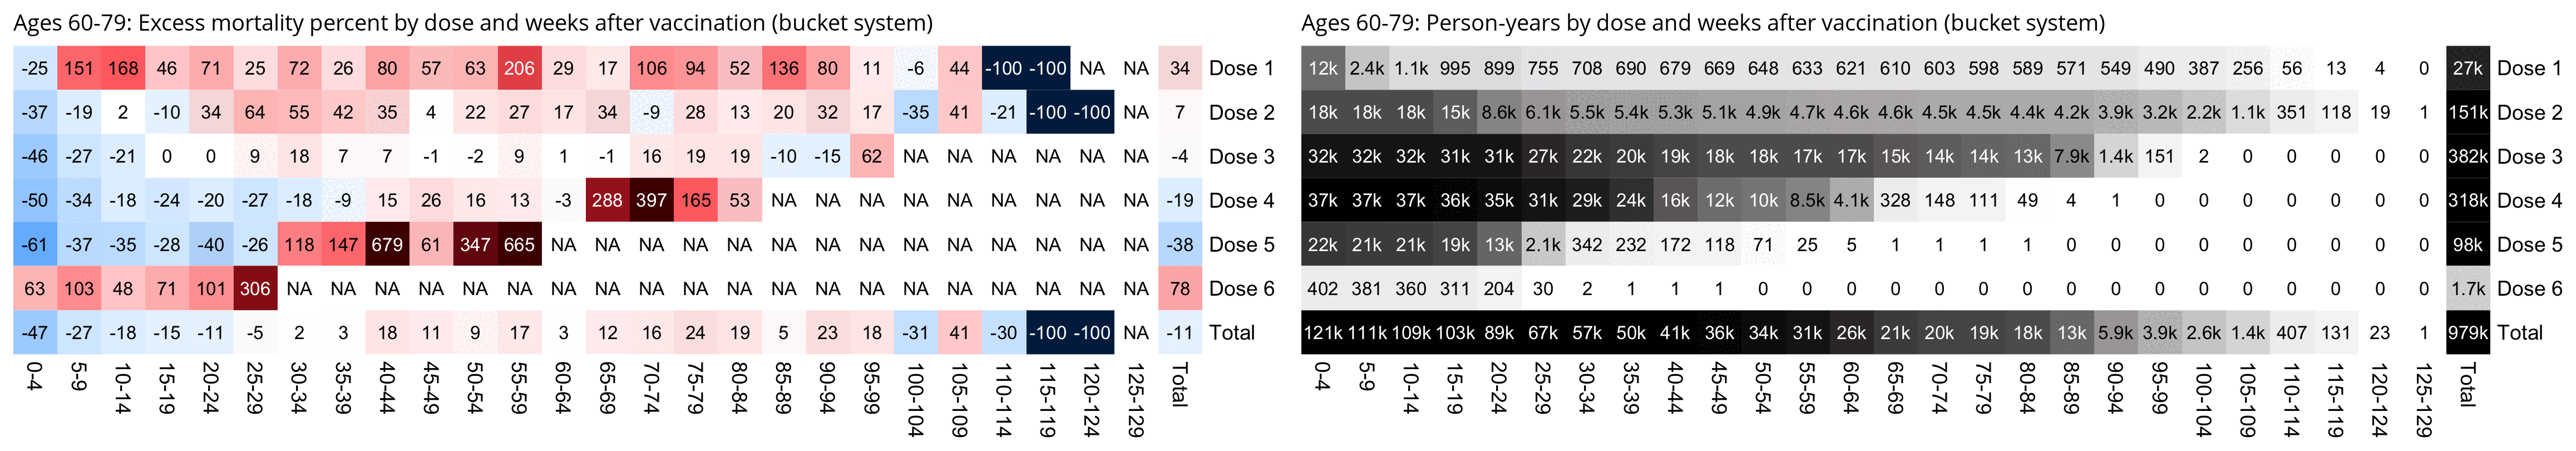 Ages 60-79: Excess mortality percent by dose and weeks after vaccination (bucket system)
-25 151 168 46 71 25 72 26 80 57 63 206 29 17 106 94 52 136 80 11 -6 44 -100 -100 NA NA 34 Dose 1
-37 -19 2 -10 34 64 55 42 35 4 22 27 17 34 -9 28 13 20 32 17 -35 41 -21 -100 -100 NA 7 Dose 2
-46 -27 -21 0 0 9 18 7 7 -1 -2 9 1 -1 16 19 19 -10 -15 62 NA NA NA NA NA NA -4 Dose 3
-50 -34 -18 -24 -20 -27 -18 -9 15 26 16 13 -3 288 397 165 53 NA NA NA NA NA NA NA NA NA -19 Dose 4
-61 -37 -35 -28 -40 -26 118 147 679 61 347 665 NA NA NA NA NA NA NA NA NA NA NA NA NA NA -38 Dose 5
63 103 48 71 101 306 NA NA NA NA NA NA NA NA NA NA NA NA NA NA NA NA NA NA NA NA 78 Dose 6
-47 -27 -18 -15 -11 -5 2 3 18 11 9 17 3 12 16 24 19 5 23 18 -31 41 -30 -100 -100 NA -11 Total
0-4 5-9 10-14 15-19 20-24 25-29 30-34 35-39 40-44 45-49 50-54 55-59 60-64 65-69 70-74 75-79 80-84 85-89 90-94 95-99 100-104 105-109 110-114 115-119 120-124 125-129 Total
Ages 60-79: Person-years by dose and weeks after vaccination (bucket system)
12k 2.4k 1.1k 995 899 755 708 690 679 669 648 633 621 610 603 598 589 571 549 490 387 256 56 13 4 0 27k Dose 1
18k 18k 18k 15k 8.6k 6.1k 5.5k 5.4k 5.3k 5.1k 4.9k 4.7k 4.6k 4.6k 4.5k 4.5k 4.4k 4.2k 3.9k 3.2k 2.2k 1.1k 351 118 19 1 151k Dose 2
32k 32k 32k 31k 31k 27k 22k 20k 19k 18k 18k 17k 17k 15k 14k 14k 13k 7.9k 1.4k 151 2 0 0 0 0 0 382k Dose 3
37k 37k 37k 36k 35k 31k 29k 24k 16k 12k 10k 8.5k 4.1k 328 148 111 49 4 1 0 0 0 0 0 0 0 318k Dose 4
22k 21k 21k 19k 13k 2.1k 342 232 172 118 71 25 5 1 1 1 1 0 0 0 0 0 0 0 0 0 98k Dose 5
402 381 360 311 204 30 2 1 1 1 0 0 0 0 0 0 0 0 0 0 0 0 0 0 0 0 1.7k Dose 6
121k 111k 109k 103k 89k 67k 57k 50k 41k 36k 34k 31k 26k 21k 20k 19k 18k 13k 5.9k 3.9k 2.6k 1.4k 407 131 23 1 979k Total
0-4 5-9 10-14 15-19 20-24 25-29 30-34 35-39 40-44 45-49 50-54 55-59 60-64 65-69 70-74 75-79 80-84 85-89 90-94 95-99 100-104 105-109 110-114 115-119 120-124 125-129 Total